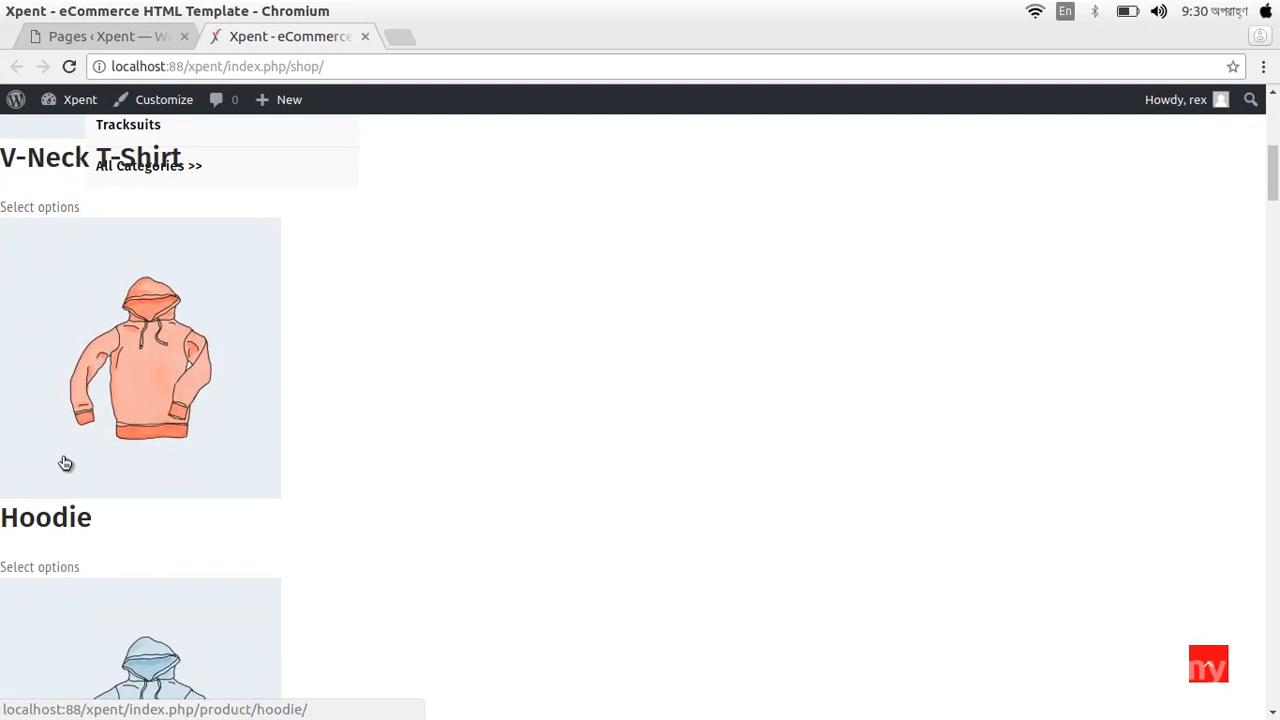 Xpent - eCommerce HTML Template - Chromium
En
9:30 অপরাহ্ণ
Pages ‹ Xpent — W
Xpent - eCommerce
localhost:88/xpent/index.php/shop/
Xpent
Customize
0
New
Howdy, rex
Tracksuits
V-Neck T-Shirt
All Categories >>
Select options
Hoodie
Select options
my
localhost:88/xpent/index.php/product/hoodie/